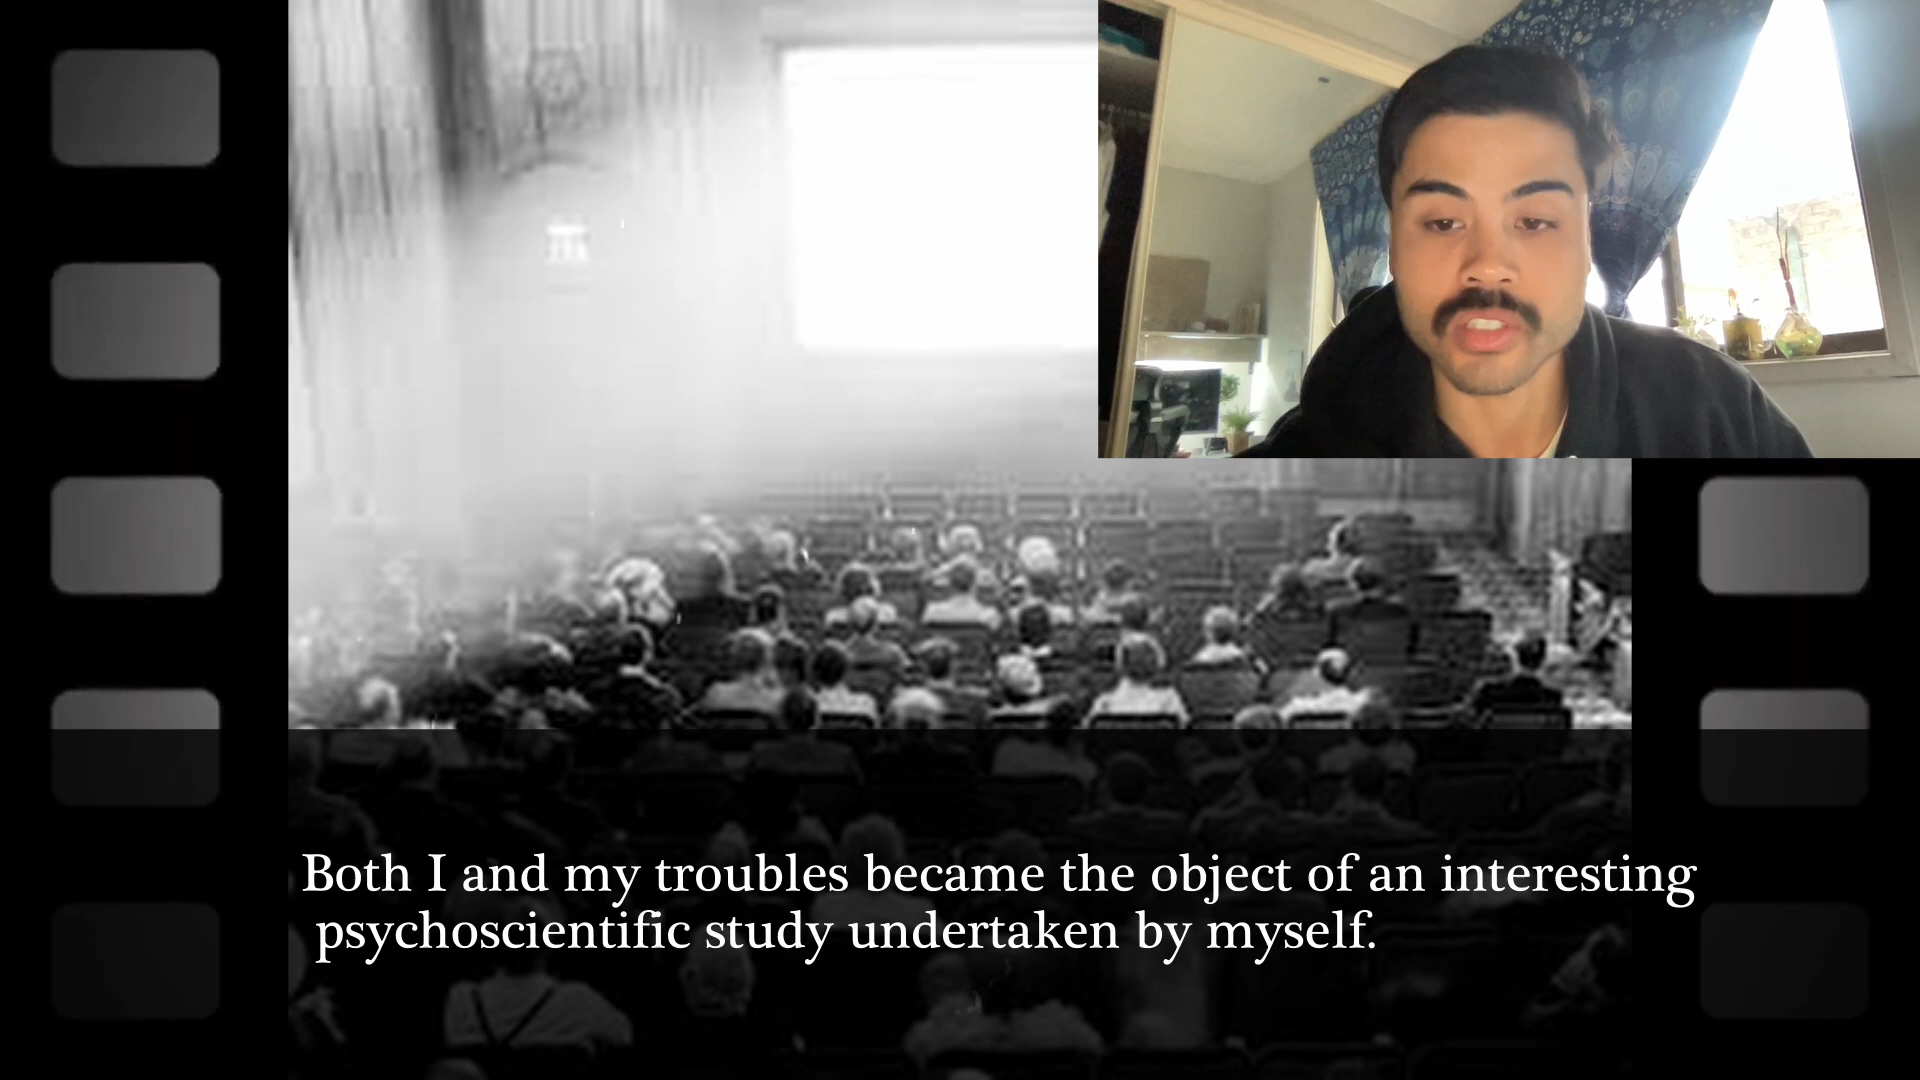 Both I and my troubles became the object of an interesting
psychoscientific study undertaken by myself.